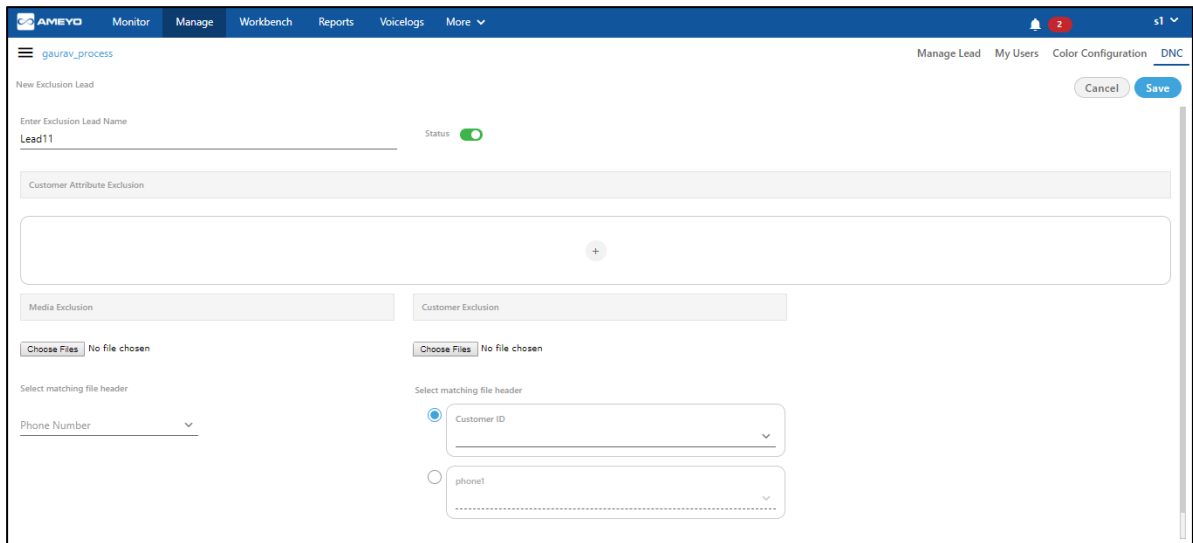 AMEYO Monitor Manage Workbench Reports Voicelogs More 2 s1
gaurav_process Manage Lead My Users Color Configuration DNC
New Exclusion Lead Cancel Save
Enter Exclusion Lead Name
Lead11 Status
Customer Attribute Exclusion
+
Media Exclusion Customer Exclusion
Choose Files No file chosen Choose Files No file chosen
Select matching file header Select matching file header
Customer ID
Phone Number
phone1